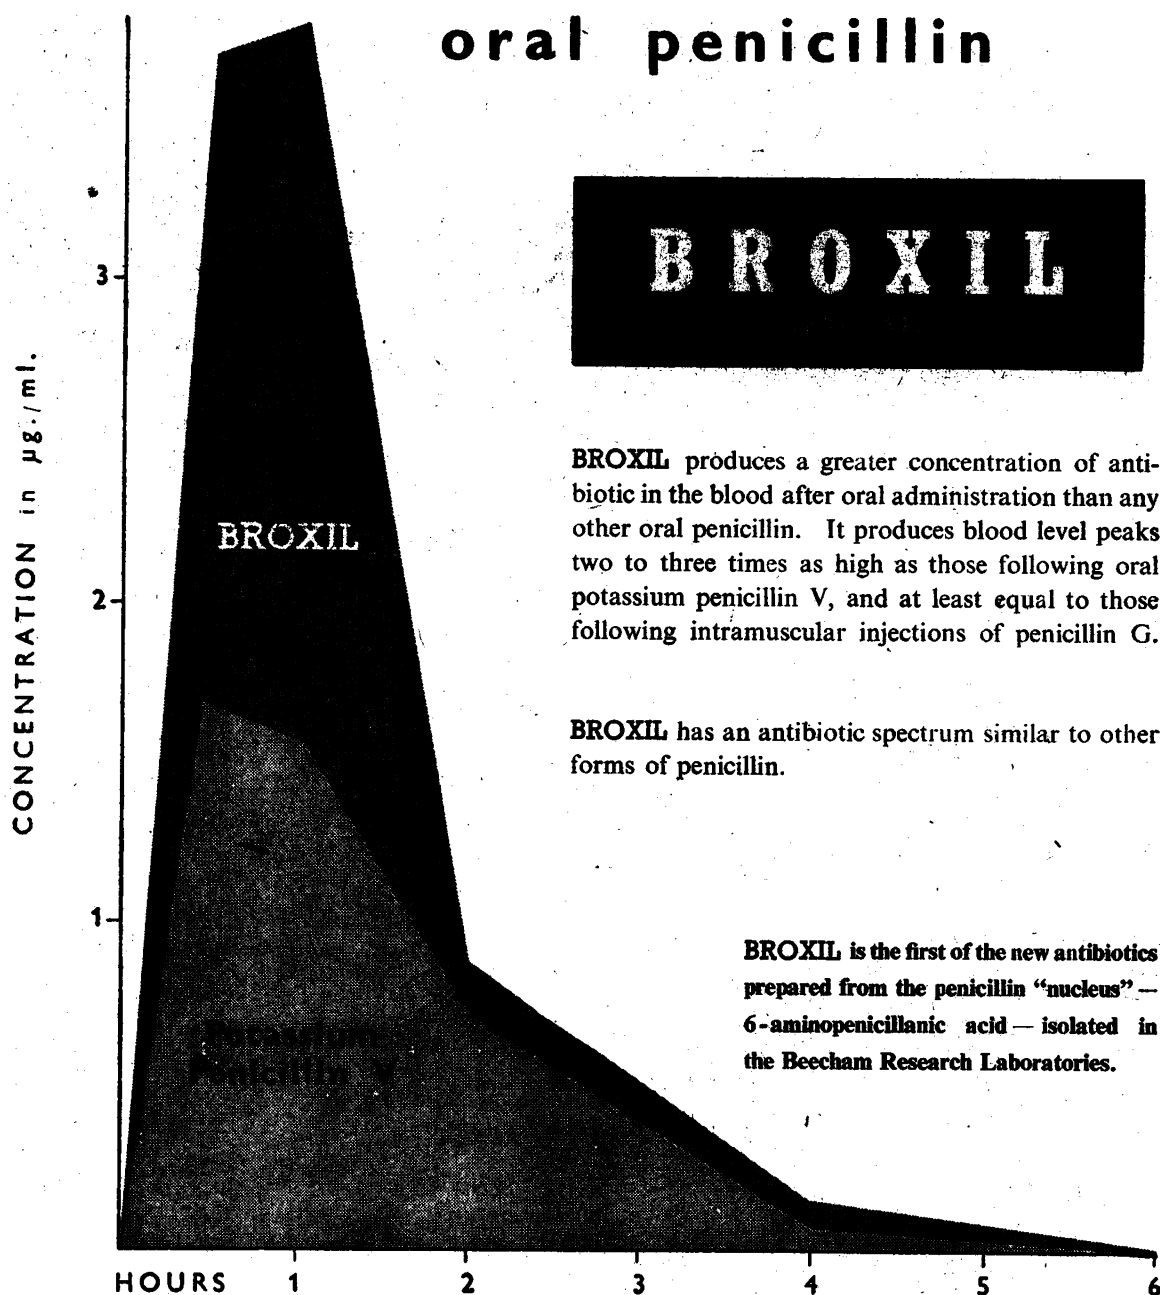 oral penicillin
BROXIL
3
CONCENTRATION in µg./ml.
BROXIL
2
BROXIL produces a greater concentration of anti-
biotic in the blood after oral administration than any
other oral penicillin. It produces blood level peaks
two to three times as high as those following oral
potassium penicillin V, and at least equal to those
following intramuscular injections of penicillin G.
BROXIL has an antibiotic spectrum similar to other
forms of penicillin.
1
BROXIL is the first of the new antibiotics
prepared from the penicillin “nucleus” —
6-aminopenicillanic acid — isolated in
the Beecham Research Laboratories.
Potassium
Penicillin V
HOURS 1 2 3 4 5 6